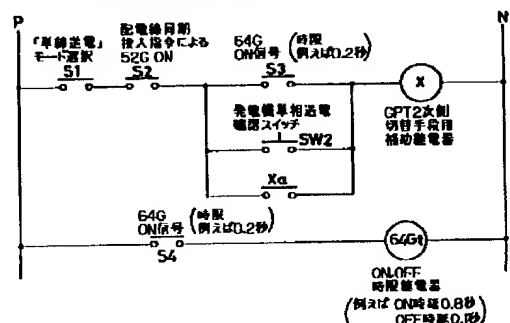 P
N
「単線送電」
モード選択
S1
配電線同期
投入指令による
52G ON
S2
64G
ON信号
(時限
例えば0.2秒)
S3
X
GPT2次側
切替手段用
補助継電器
発電機単相送電
確認スイッチ
SW2
Xa
64G
ON信号
(時限
例えば0.2秒)
S4
64Gt
ON.OFF
時限継電器
(例えば ON時延0.8秒
OFF時延0.1秒)